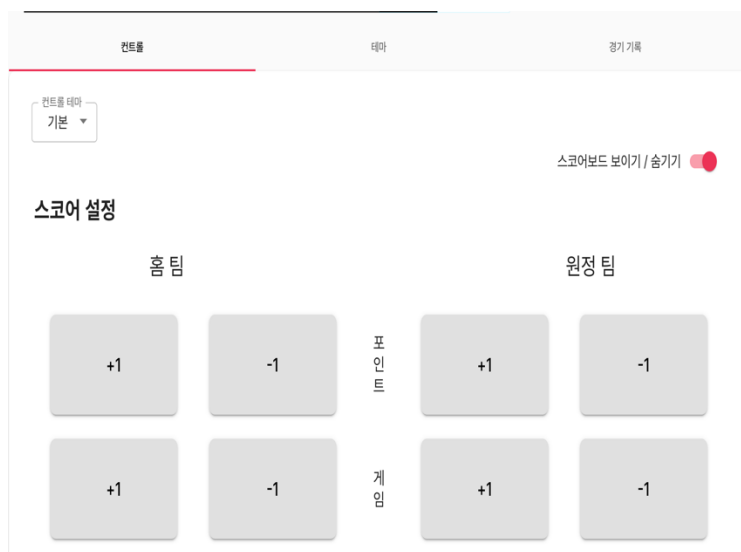 컨트롤
테마
경기 기록
컨트롤 테마
기본
스코어보드 보이기 / 숨기기
스코어 설정
홈 팀
원정 팀
+1
-1
포인트
+1
-1
+1
-1
게임
+1
-1